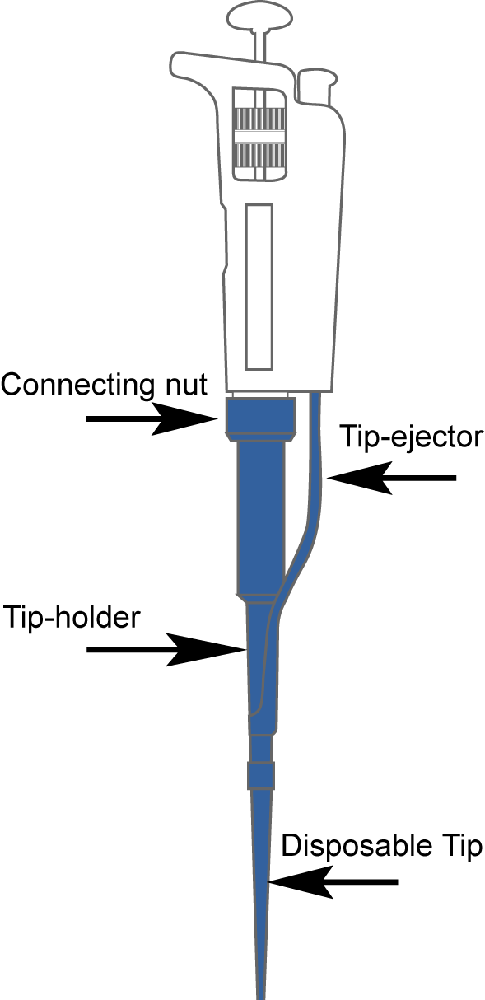 Connecting nut
Tip-ejector
Tip-holder
Disposable Tip